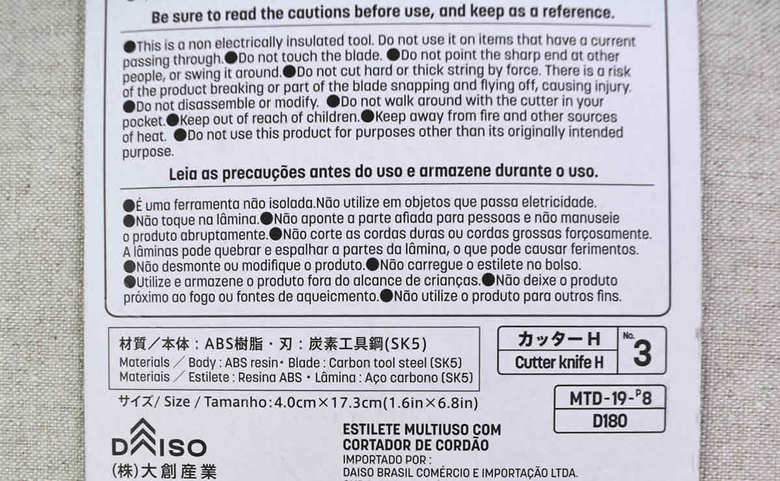 Be sure to read the cautions before use, and keep as a reference.
●This is a non electrically insulated tool. Do not use it on items that have a current
passing through.●Do not touch the blade. ●Do not point the sharp end at other
people, or swing it around.●Do not cut hard or thick string by force. There is a risk
of the product breaking or part of the blade snapping and flying off, causing injury.
●Do not disassemble or modify. ●Do not walk around with the cutter in your
pocket.●Keep out of reach of children.●Keep away from fire and other sources
of heat. ●Do not use this product for purposes other than its originally intended
purpose.
Leia as precauções antes do uso e armazene durante o uso.
●É uma ferramenta não isolada.Não utilize em objetos que passa eletricidade.
●Não toque na lâmina.●Não aponte a parte afiada para pessoas e não manuseie
o produto abruptamente.●Não corte as cordas duras ou cordas grossas forçosamente.
A lâminas pode quebrar e espalhar a partes da lâmina, o que pode causar ferimentos.
●Não desmonte ou modifique o produto.●Não carregue o estilete no bolso.
●Utilize e armazene o produto fora do alcance de crianças.●Não deixe o produto
próximo ao fogo ou fontes de aqueicmento.●Não utilize o produto para outros fins.
材質/本体:ABS樹脂・刃:炭素工具鋼(SK5)
Materials / Body : ABS resin・Blade : Carbon tool steel (SK5)
Materiais / Estilete : Resina ABS・Lâmina : Aço carbono (SK5)
カッターH No. 3
Cutter knife H
サイズ/ Size / Tamanho:4.0cm×17.3cm(1.6in×6.8in)
MTD-19-P8
D180
DAISO
(株)大創産業
ESTILETE MULTIUSO COM
CORTADOR DE CORDÃO
IMPORTADO POR :
DAISO BRASIL COMÉRCIO E IMPORTAÇÃO LTDA.